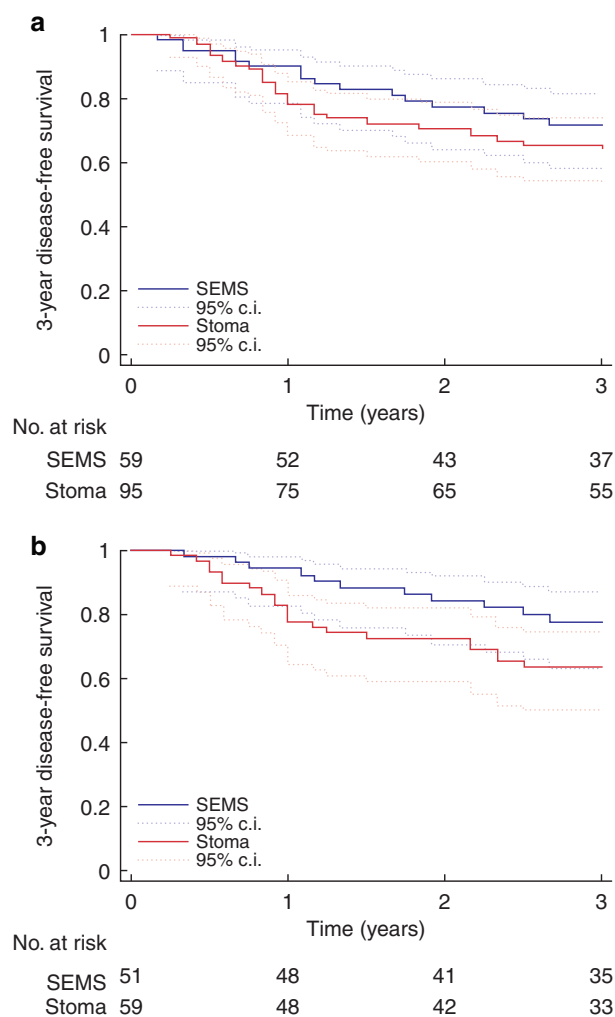 a
3-year disease-free survival
1
0.8
0.6
0.4
0.2
0
SEMS
95% c.i.
Stoma
95% c.i.
0 1 2 3
Time (years)
No. at risk
SEMS 59 52 43 37
Stoma 95 75 65 55
b
3-year disease-free survival
1
0.8
0.6
0.4
0.2
0
SEMS
95% c.i.
Stoma
95% c.i.
0 1 2 3
Time (years)
No. at risk
SEMS 51 48 41 35
Stoma 59 48 42 33